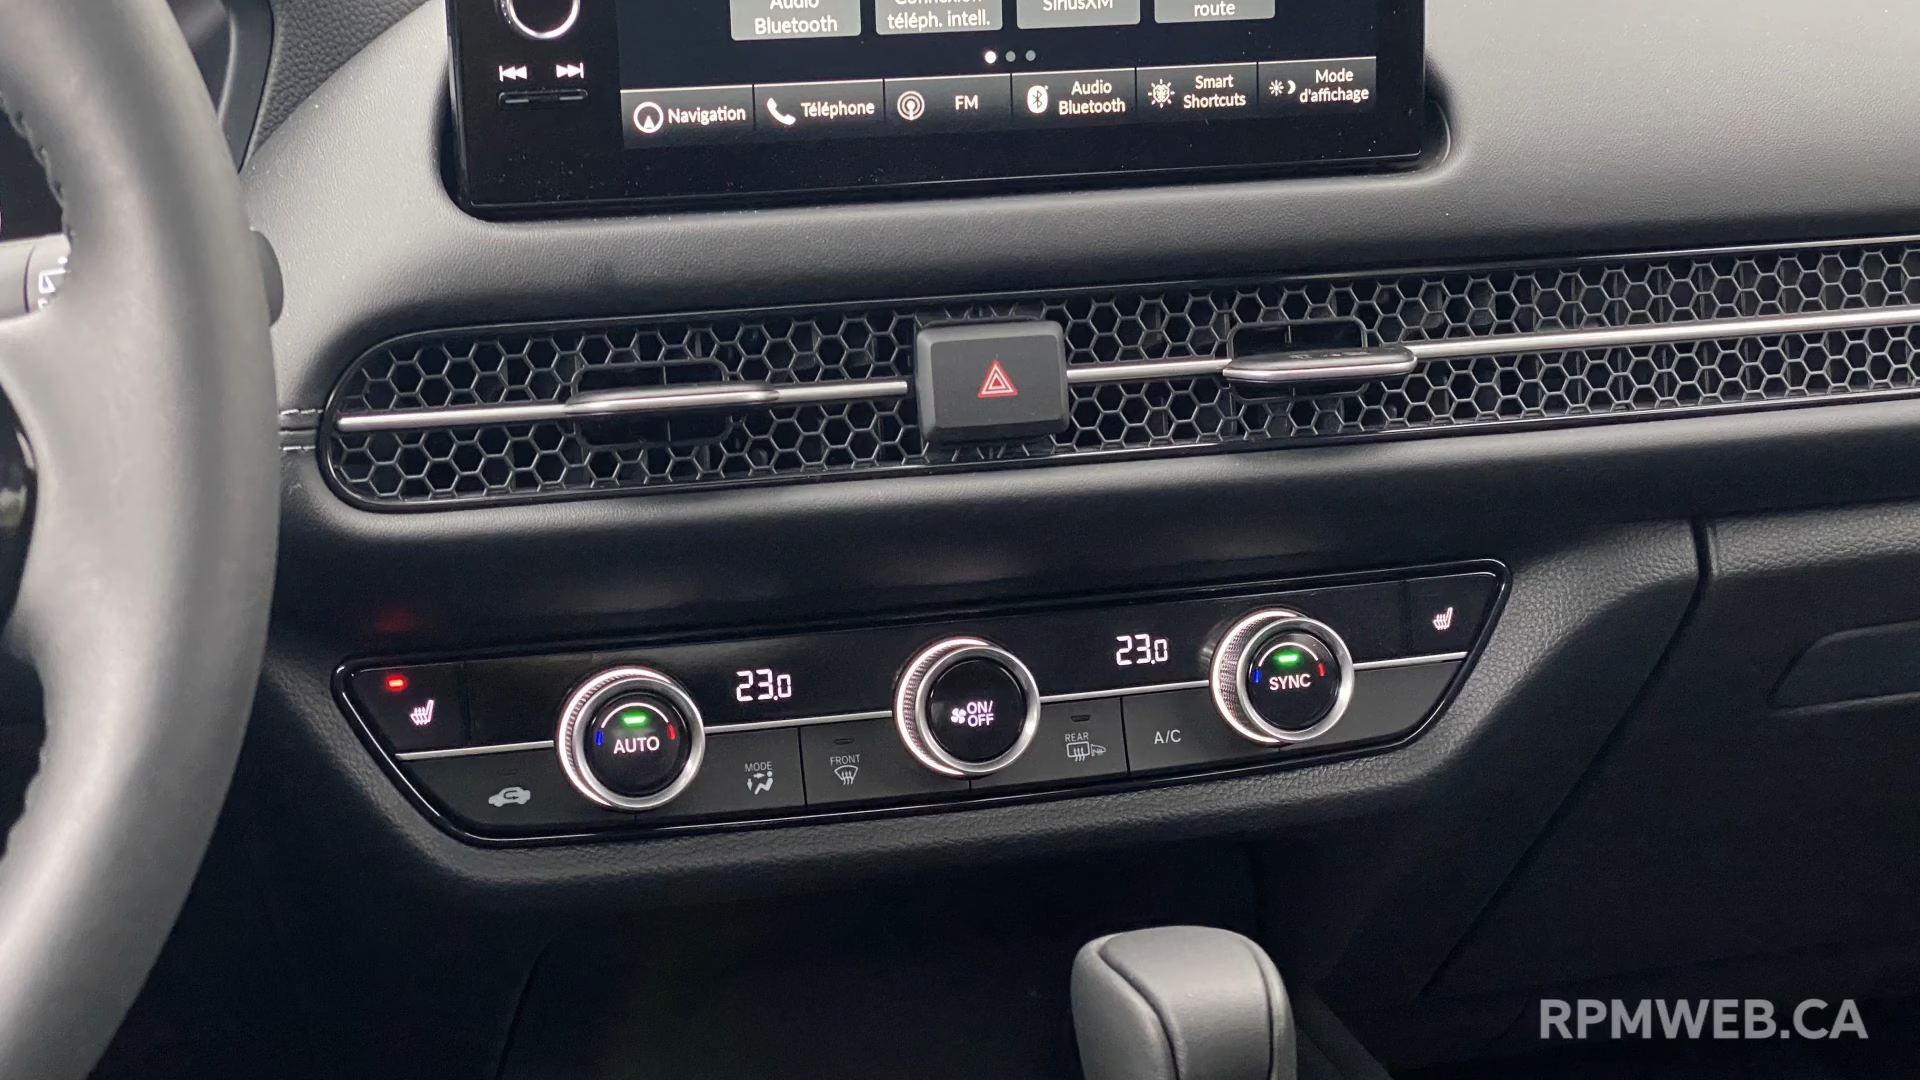 Audio
Bluetooth
Connexion
téléph. intell.
SiriusXM
route
Navigation
Téléphone
FM
Audio
Bluetooth
Smart
Shortcuts
Mode
d'affichage
23.0
23.0
AUTO
ON/
OFF
SYNC
MODE
FRONT
REAR
A/C
RPMWEB.CA